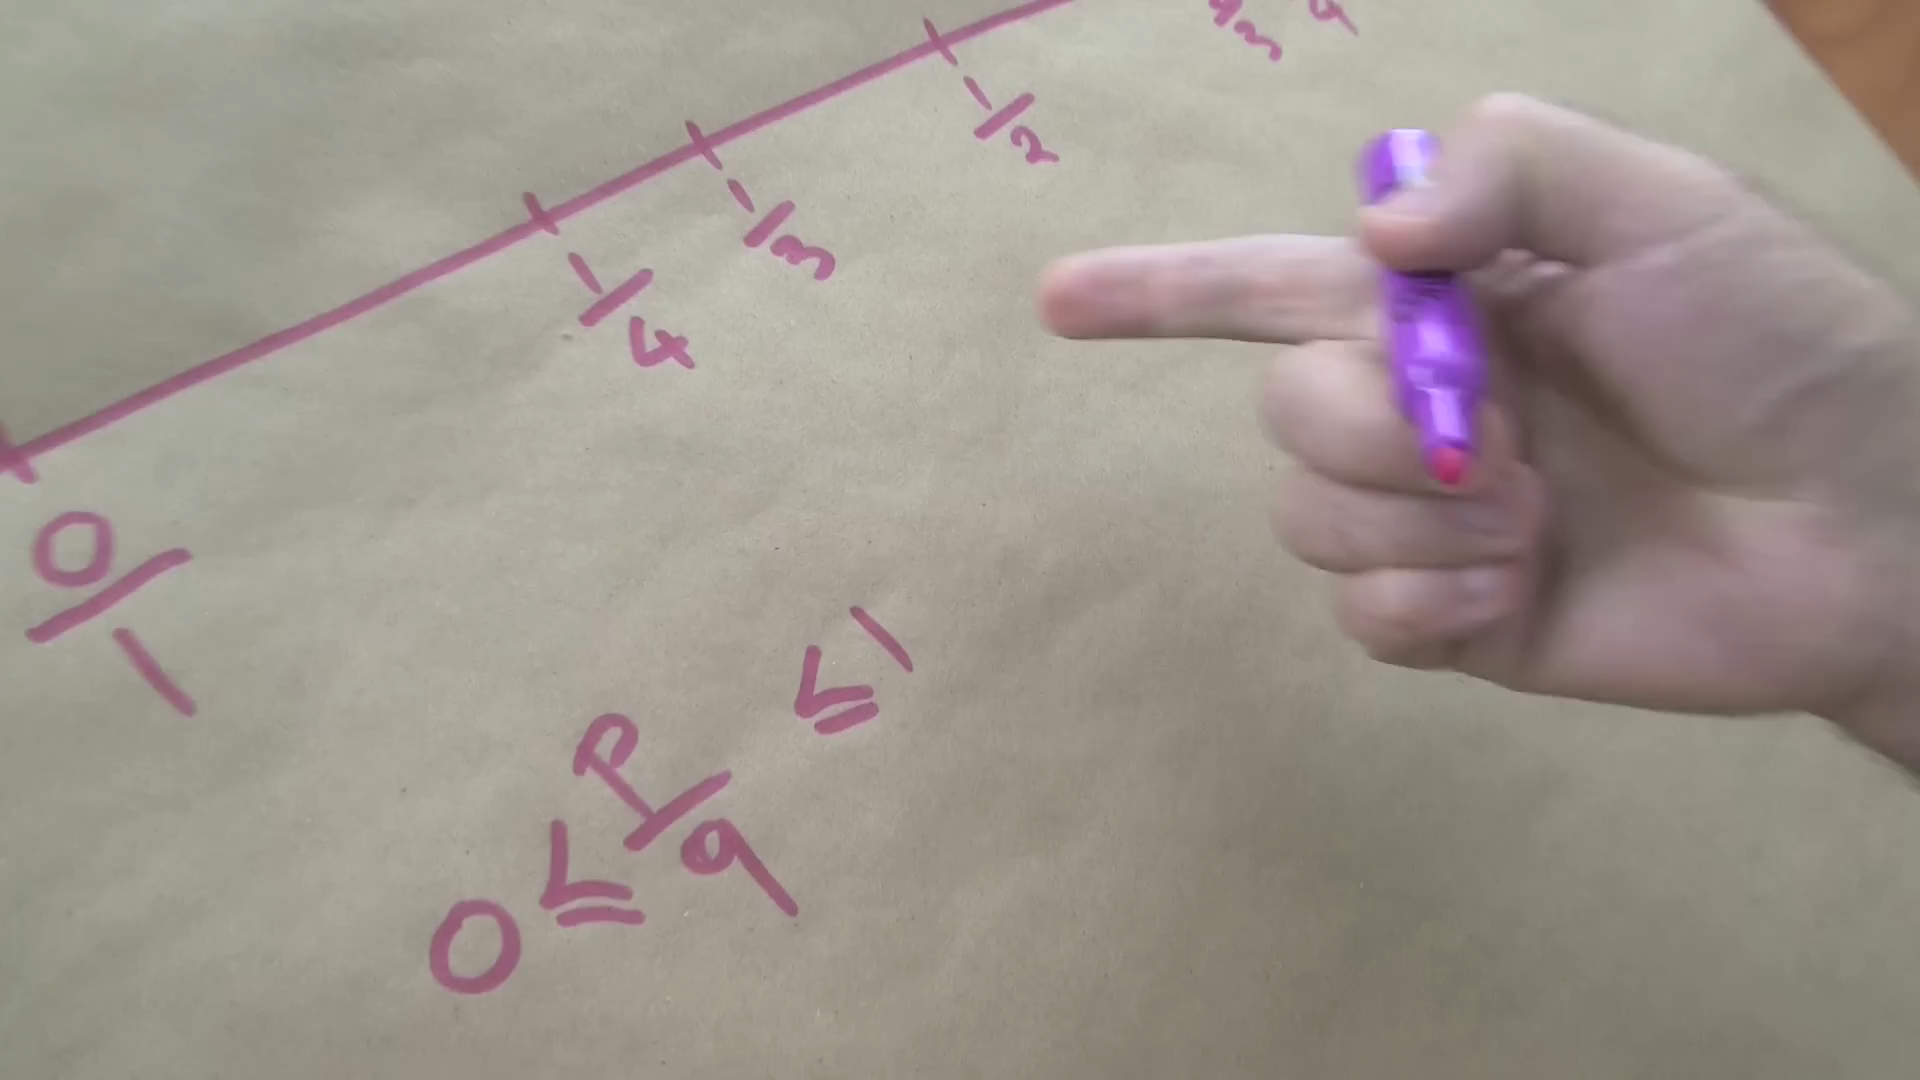 0/1
1/4
1/3
1/2
0 ≤ p/q ≤ 1